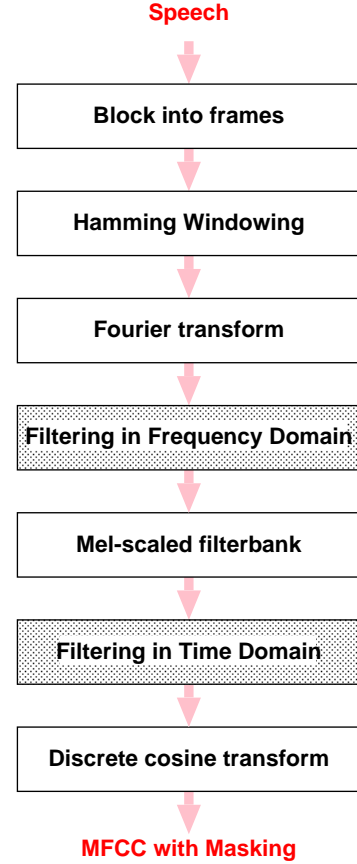 Speech
Block into frames
Hamming Windowing
Fourier transform
Filtering in Frequency Domain
Mel-scaled filterbank
Filtering in Time Domain
Discrete cosine transform
MFCC with Masking